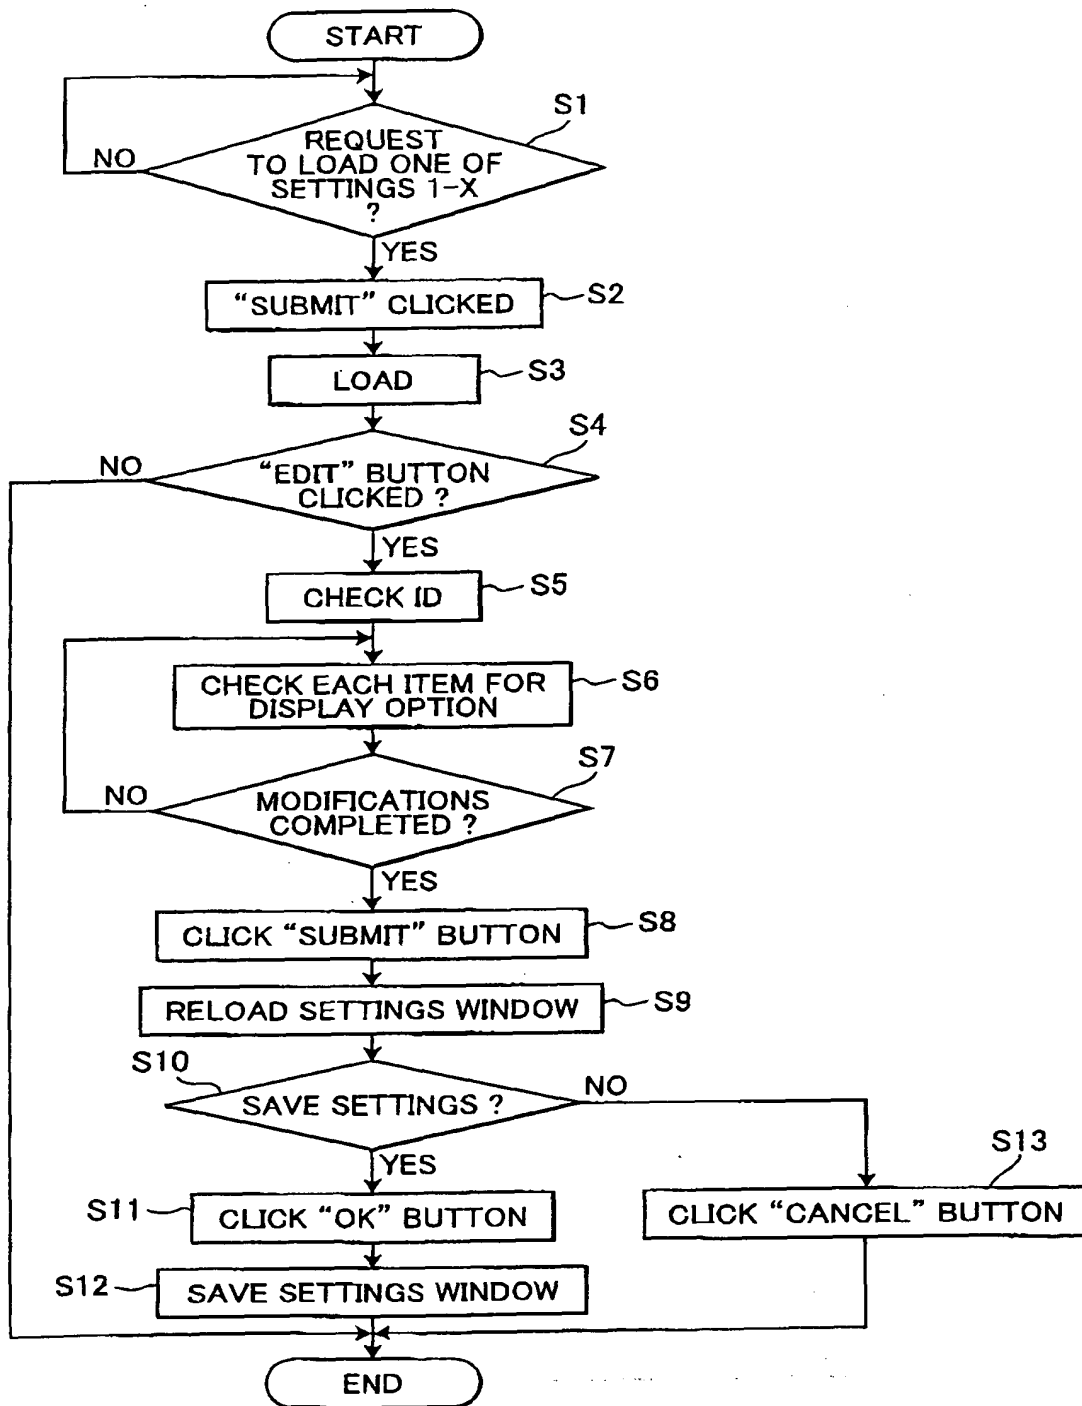 START
S1
REQUEST
TO LOAD ONE OF
SETTINGS 1-X
?
NO
YES
"SUBMIT" CLICKED
S2
LOAD
S3
S4
NO
"EDIT" BUTTON
CLICKED ?
YES
CHECK ID
S5
CHECK EACH ITEM FOR
DISPLAY OPTION
S6
S7
NO
MODIFICATIONS
COMPLETED ?
YES
CLICK "SUBMIT" BUTTON
S8
RELOAD SETTINGS WINDOW
S9
S10
SAVE SETTINGS ?
NO
YES
S13
S11
CLICK "OK" BUTTON
CLICK "CANCEL" BUTTON
S12
SAVE SETTINGS WINDOW
END